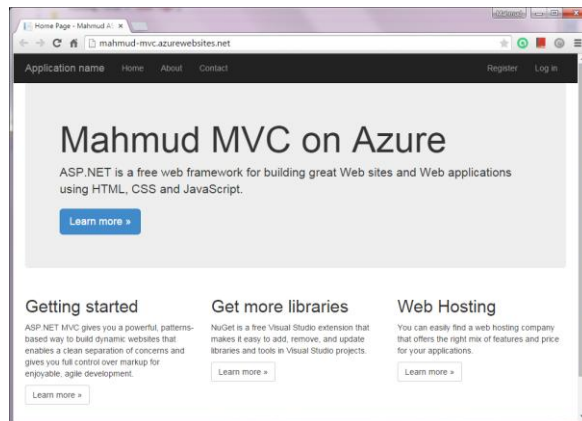 Home Page - Mahmud AS
mahmud-mvc.azurewebsites.net
Application name Home About Contact Register Log in
Mahmud MVC on Azure
ASP.NET is a free web framework for building great Web sites and Web applications
using HTML, CSS and JavaScript.
Learn more »
Getting started
ASP.NET MVC gives you a powerful, patterns-
based way to build dynamic websites that
enables a clean separation of concerns and
gives you full control over markup for
enjoyable, agile development.
Learn more »
Get more libraries
NuGet is a free Visual Studio extension that
makes it easy to add, remove, and update
libraries and tools in Visual Studio projects.
Learn more »
Web Hosting
You can easily find a web hosting company
that offers the right mix of features and price
for your applications.
Learn more »